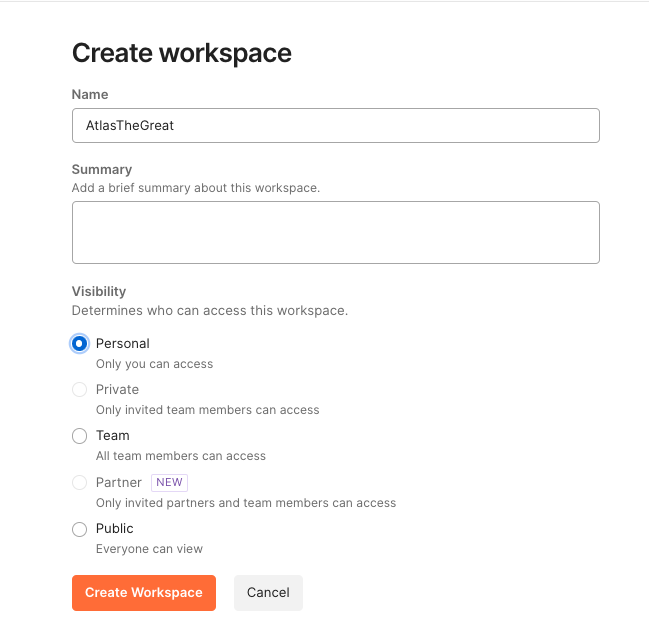 Create workspace
Name
AtlasTheGreat
Summary
Add a brief summary about this workspace.
Visibility
Determines who can access this workspace.
Personal
Only you can access
Private
Only invited team members can access
Team
All team members can access
Partner NEW
Only invited partners and team members can access
Public
Everyone can view
Create Workspace Cancel